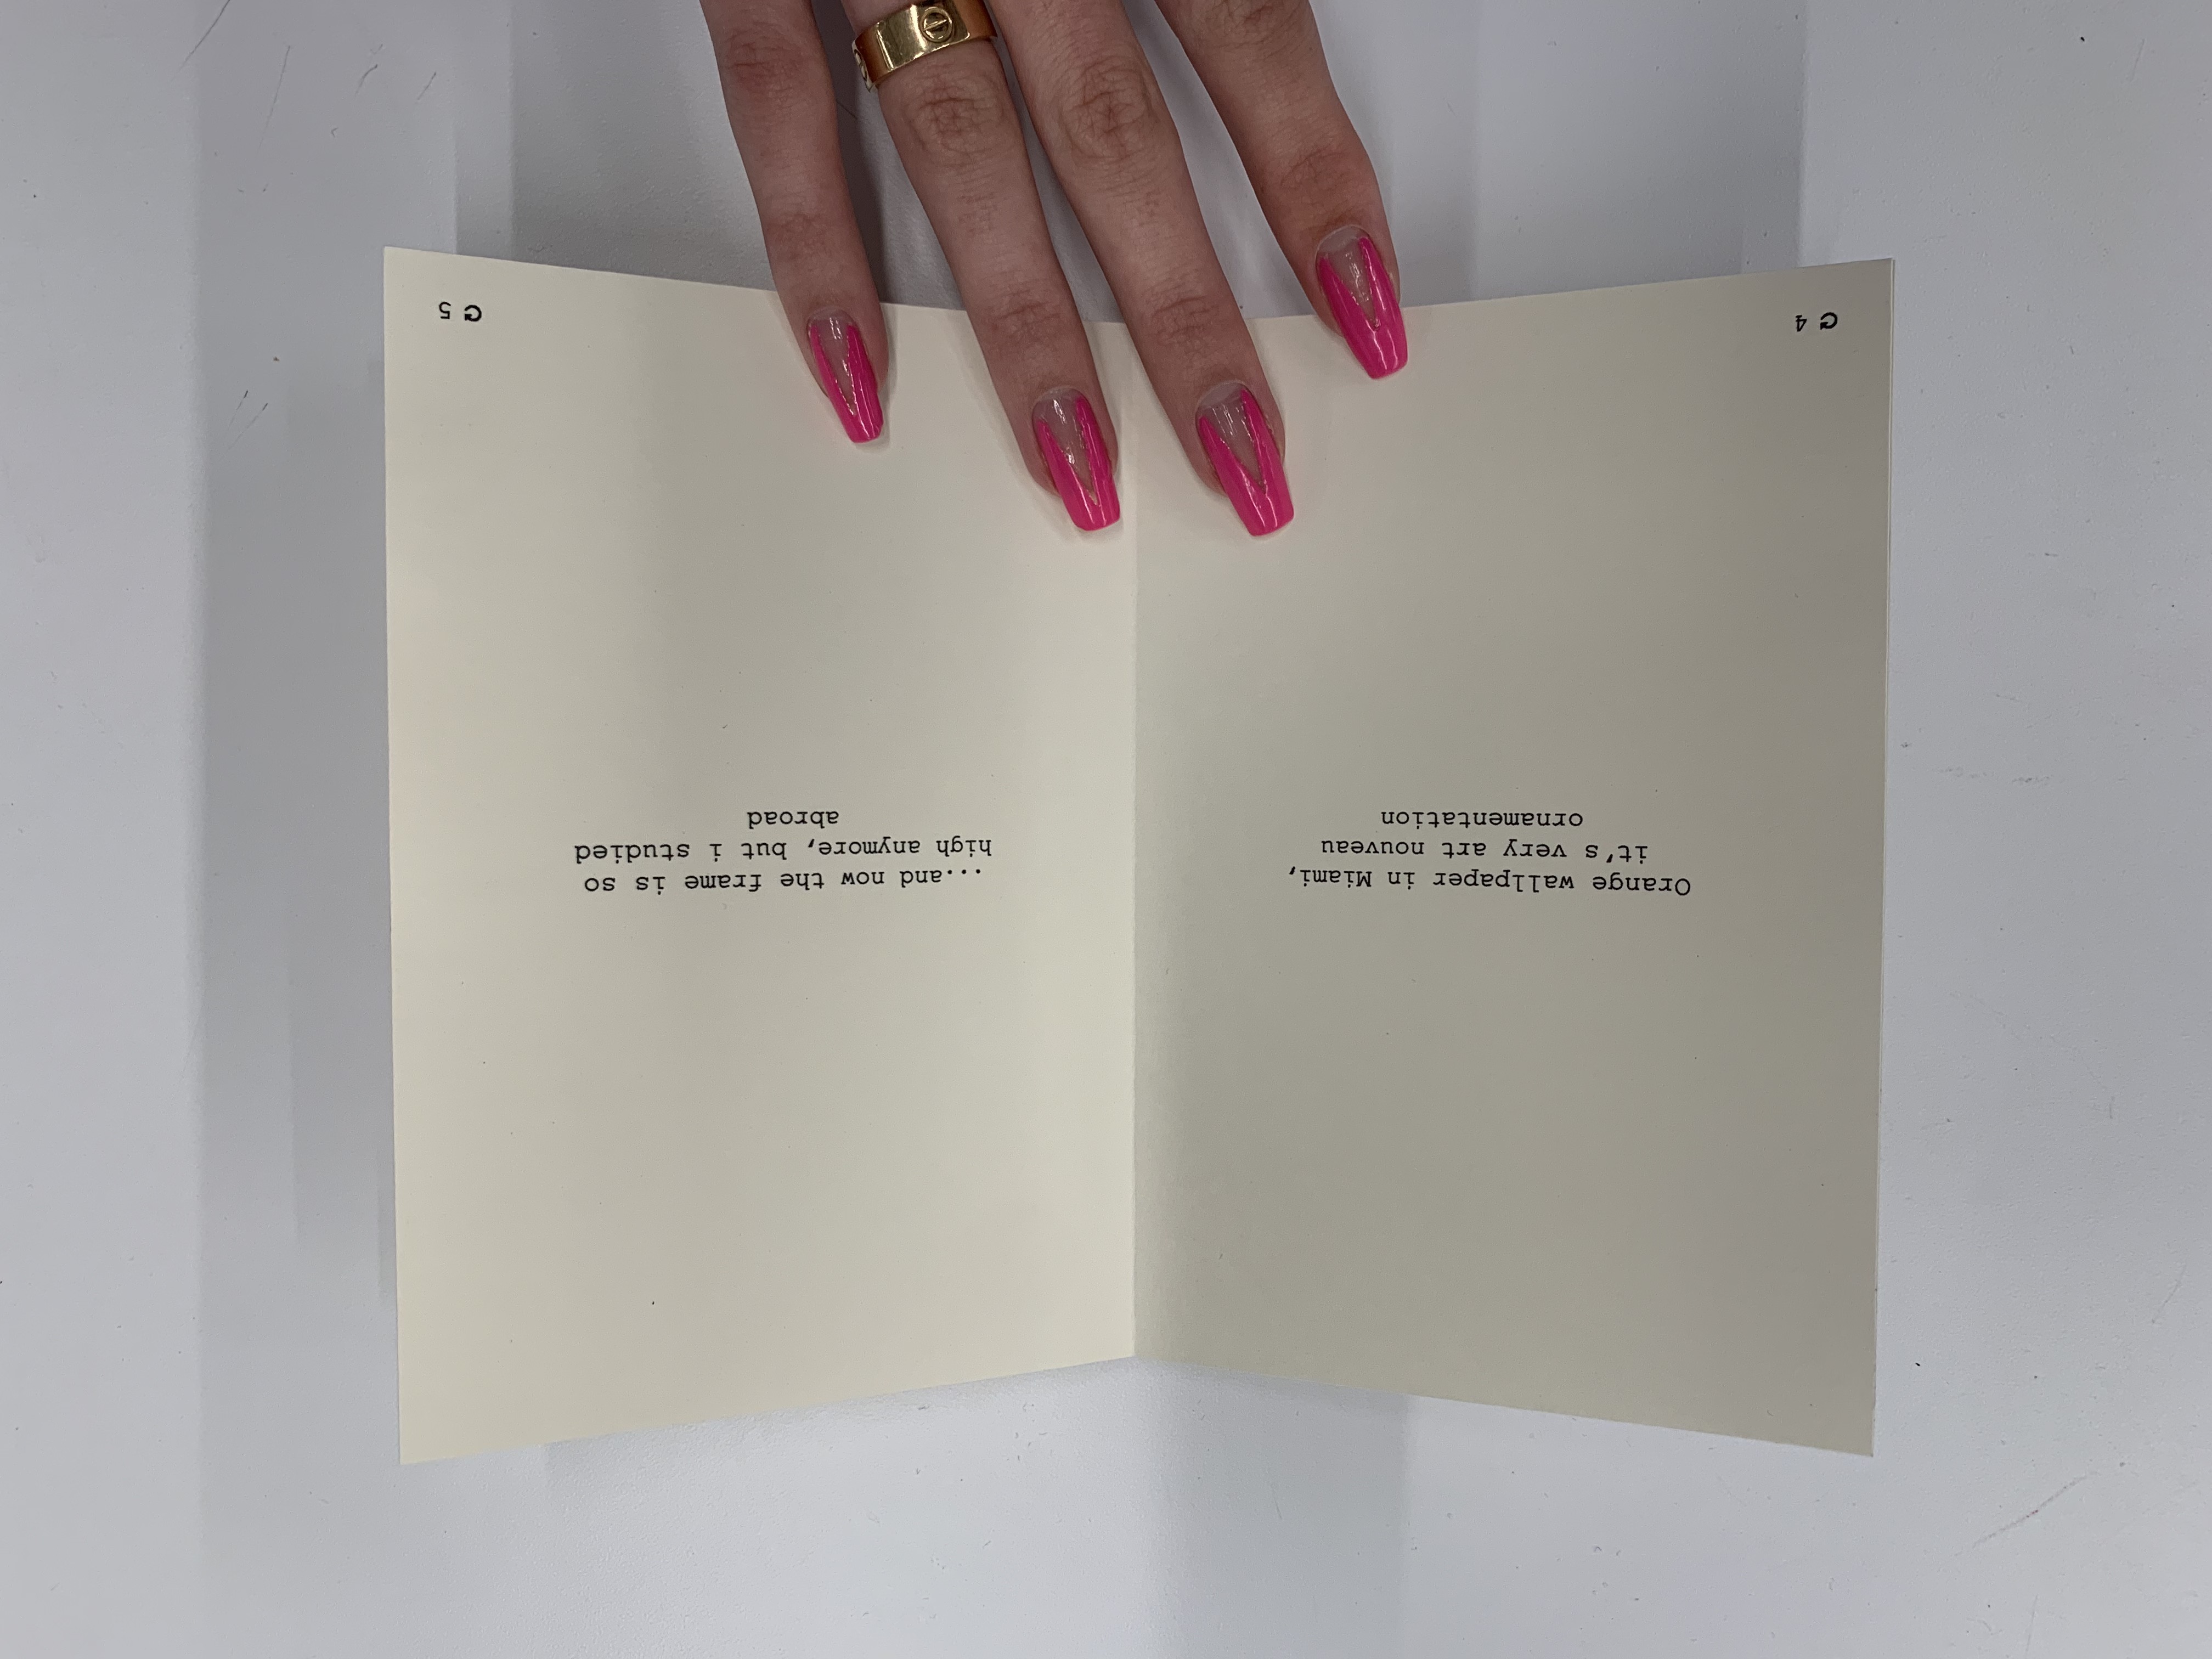 Orange wallpaper in Miami,
it's very art nouveau
ornamentation
4
...and now the frame is so
high anymore, but i studied
abroad
5